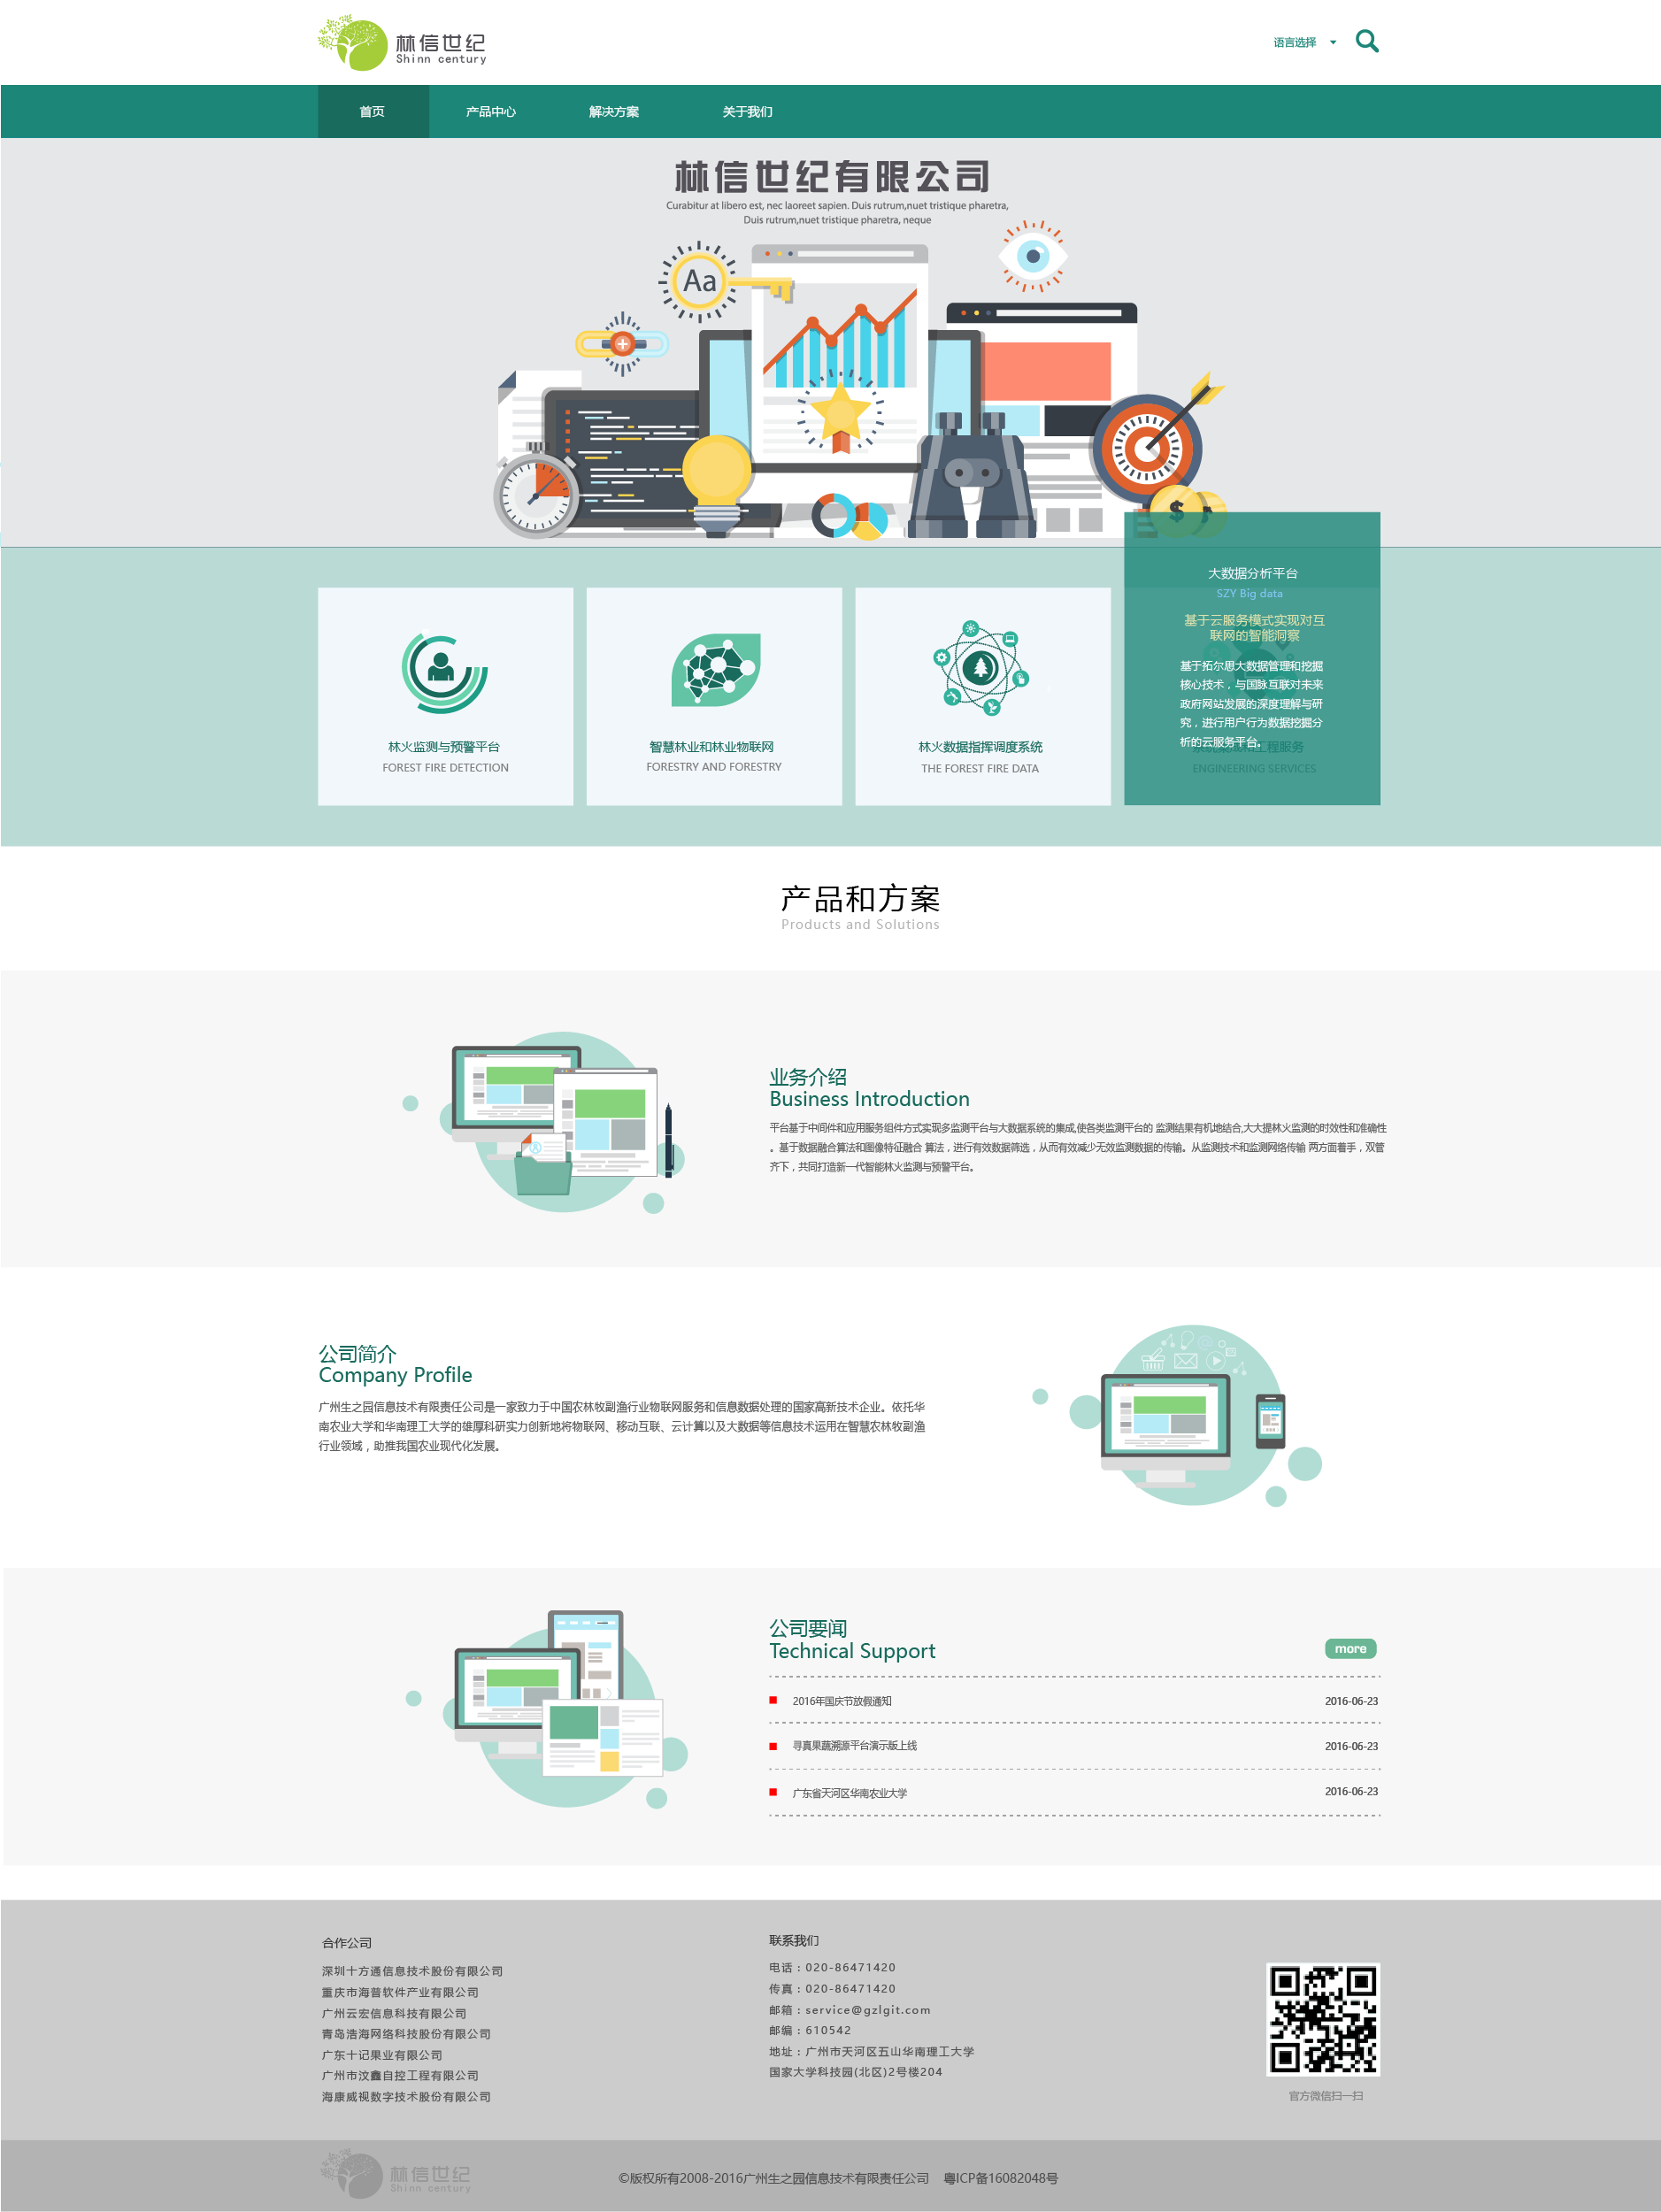 林信世纪
Shinn century
语言选择
首页
产品中心
解决方案
关于我们
林信世纪有限公司
Curabitur at libero est, nec laoreet sapien. Duis rutrum,nuet tristique pharetra,
Duis rutrum,nuet tristique pharetra, neque
Aa
$
林火监测与预警平台
FOREST FIRE DETECTION
智慧林业和林业物联网
FORESTRY AND FORESTRY
林火数据指挥调度系统
THE FOREST FIRE DATA
大数据分析平台
SZY Big data
基于云服务模式实现对互
联网的智能洞察
基于拓尔思大数据管理和挖掘
核心技术，与国脉互联对未来
政府网站发展的深度理解与研
究，进行用户行为数据挖掘分
析的云服务平台。
工程服务
ENGINEERING SERVICES
产品和方案
Products and Solutions
业务介绍
Business Introduction
平台基于中间件和应用服务组件方式实现多监测平台与大数据系统的集成,使各类监测平台的 监测结果有机地结合,大大提林火监测的时效性和准确性
。基于数据融合算法和图像特征融合 算法，进行有效数据筛选，从而有效减少无效监测数据的传输。从监测技术和监测网络传输 两方面着手，双管
齐下，共同打造新一代智能林火监测与预警平台。
公司简介
Company Profile
广州生之园信息技术有限责任公司是一家致力于中国农林牧副渔行业物联网服务和信息数据处理的国家高新技术企业。依托华
南农业大学和华南理工大学的雄厚科研实力创新地将物联网、移动互联、云计算以及大数据等信息技术运用在智慧农林牧副渔
行业领域，助推我国农业现代化发展。
公司要闻
Technical Support
more
2016年国庆节放假通知
2016-06-23
寻真果蔬溯源平台演示版上线
2016-06-23
广东省天河区华南农业大学
2016-06-23
合作公司
深圳十方通信息技术股份有限公司
重庆市海普软件产业有限公司
广州云宏信息科技有限公司
青岛浩海网络科技股份有限公司
广东十记果业有限公司
广州市汶鑫自控工程有限公司
海康威视数字技术股份有限公司
联系我们
电话：020-86471420
传真：020-86471420
邮箱：service@gzlgit.com
邮编：610542
地址：广州市天河区五山华南理工大学
国家大学科技园(北区)2号楼204
官方微信扫一扫
林信世纪
Shinn century
©版权所有2008-2016广州生之园信息技术有限责任公司 粤ICP备16082048号